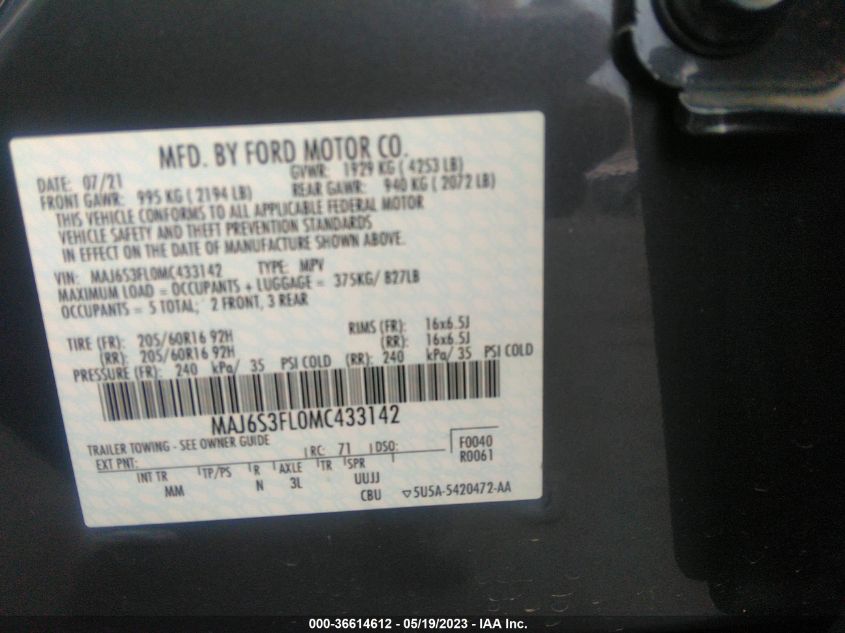 MFD. BY FORD MOTOR CO.
DATE: 07/21 GVWR: 1929 KG ( 4253 LB)
FRONT GAWR: 995 KG ( 2194 LB) REAR GAWR: 940 KG ( 2072 LB)
THIS VEHICLE CONFORMS TO ALL APPLICABLE FEDERAL MOTOR
VEHICLE SAFETY AND THEFT PREVENTION STANDARDS
IN EFFECT ON THE DATE OF MANUFACTURE SHOWN ABOVE.
VIN: MAJ6S3FL0MC433142 TYPE: MPV
MAXIMUM LOAD = OCCUPANTS + LUGGAGE = 375KG/ 827LB
OCCUPANTS = 5 TOTAL; 2 FRONT, 3 REAR
TIRE (FR): 205/60R16 92H RIMS (FR): 16x6.5J
(RR): 205/60R16 92H (RR): 16x6.5J
PRESSURE (FR): 240 kPa/ 35 PSI COLD (RR): 240 kPa/ 35 PSI COLD
MAJ6S3FL0MC433142
TRAILER TOWING - SEE OWNER GUIDE
EXT PNT: RC: 71 DSO: F0040
R0061
INT TR TP/PS R AXLE TR SPR
MM N 3L UUJJ
CBU ▽5U5A-5420472-AA
000-36614612 - 05/19/2023 - IAA Inc.